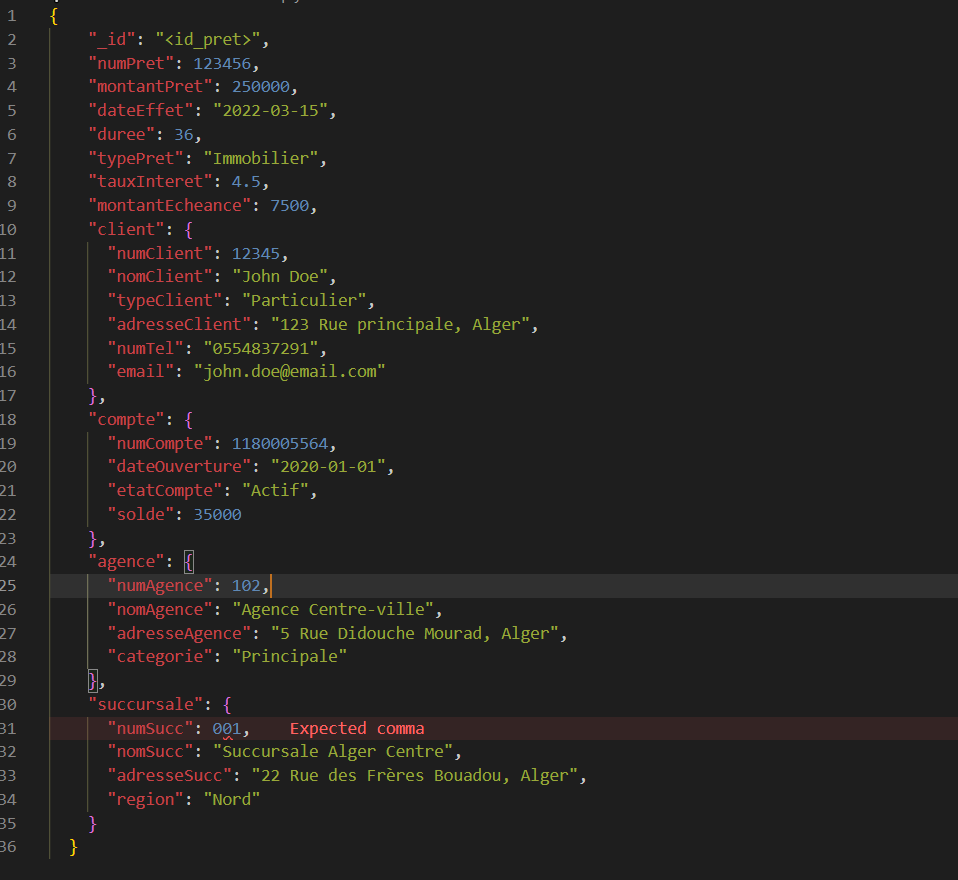 1 {
2 "_id": "<id_pret>",
3 "numPret": 123456,
4 "montantPret": 250000,
5 "dateEffet": "2022-03-15",
6 "duree": 36,
7 "typePret": "Immobilier",
8 "tauxInteret": 4.5,
9 "montantEcheance": 7500,
10 "client": {
11 "numClient": 12345,
12 "nomClient": "John Doe",
13 "typeClient": "Particulier",
14 "adresseClient": "123 Rue principale, Alger",
15 "numTel": "0554837291",
16 "email": "john.doe@email.com"
17 },
18 "compte": {
19 "numCompte": 1180005564,
20 "dateOuverture": "2020-01-01",
21 "etatCompte": "Actif",
22 "solde": 35000
23 },
24 "agence": {
25 "numAgence": 102,
26 "nomAgence": "Agence Centre-ville",
27 "adresseAgence": "5 Rue Didouche Mourad, Alger",
28 "categorie": "Principale"
29 },
30 "succursale": {
31 "numSucc": 001, Expected comma
32 "nomSucc": "Succursale Alger Centre",
33 "adresseSucc": "22 Rue des Frères Bouadou, Alger",
34 "region": "Nord"
35 }
36 }